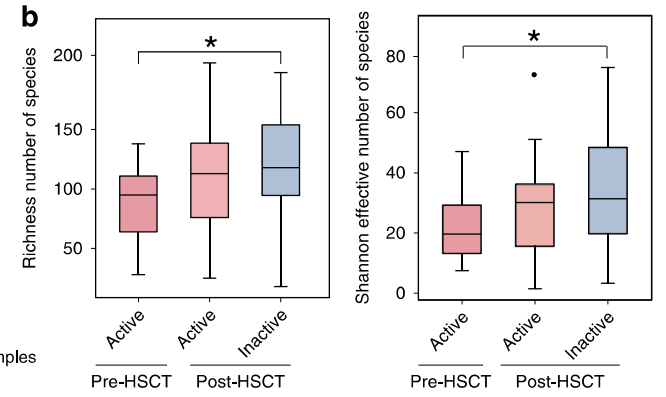 b
Richness number of species
200
150
100
50
*
Active
Active
Inactive
Pre-HSCT
Post-HSCT
Shannon effective number of species
80
60
40
20
0
*
Active
Active
Inactive
Pre-HSCT
Post-HSCT
nples